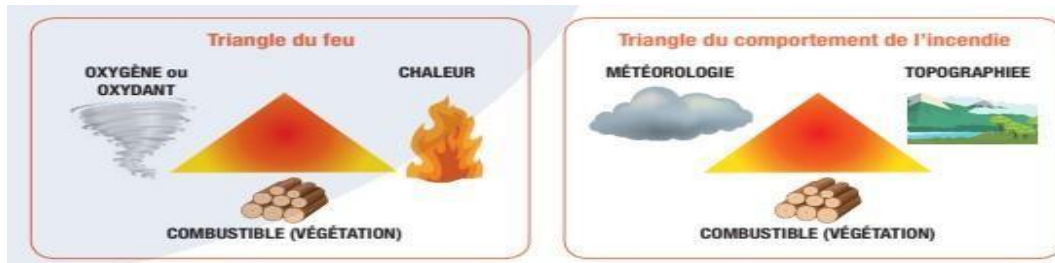 Triangle du feu
OXYGÈNE ou
OXYDANT
CHALEUR
COMBUSTIBLE (VÉGÉTATION)
Triangle du comportement de l'incendie
MÉTÉOROLOGIE
TOPOGRAPHIEE
COMBUSTIBLE (VÉGÉTATION)